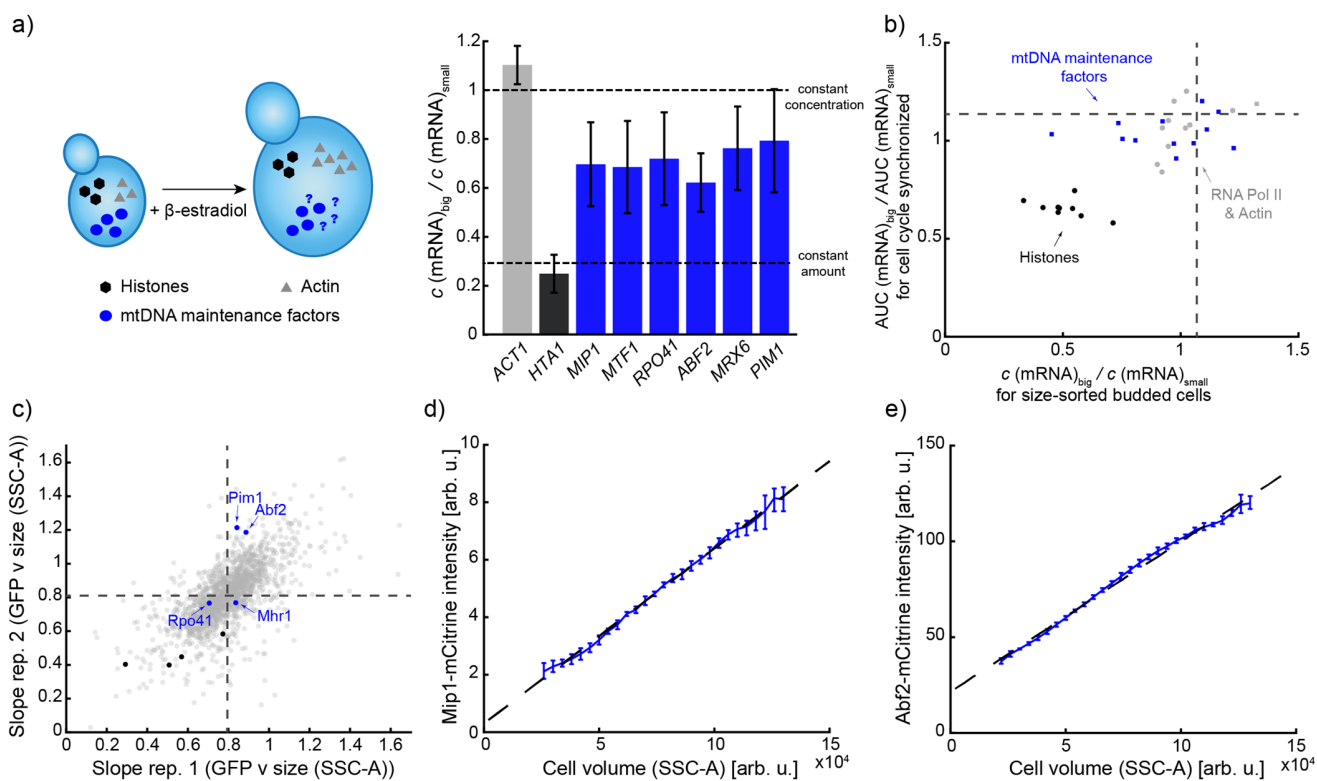 a)
+ β-estradiol
?
?
?
?
?
Histones
Actin
mtDNA maintenance factors
c (mRNA)big / c (mRNA)small
1.2
1
0.8
0.6
0.4
0.2
0
constant
concentration
constant
amount
ACT1
HTA1
MIP1
MTF1
RPO41
ABF2
MRX6
PIM1
b)
AUC (mRNA)big / AUC (mRNA)small
for cell cycle synchronized
1.5
1
0.5
0
mtDNA maintenance
factors
RNA Pol II
& Actin
Histones
0
0.5
1
1.5
c (mRNA)big / c (mRNA)small
for size-sorted budded cells
c)
Slope rep. 2 (GFP v size (SSC-A))
1.6
1.4
1.2
1
0.8
0.6
0.4
0.2
0
Pim1
Abf2
Rpo41
Mhr1
0.0
0.2
0.4
0.6
0.8
1
1.2
1.4
1.6
Slope rep. 1 (GFP v size (SSC-A))
d)
Mip1-mCitrine intensity [arb. u.]
10
8
6
4
2
0
0
5
10
15
x10⁴
Cell volume (SSC-A) [arb. u.]
e)
Abf2-mCitrine intensity [arb. u.]
150
100
50
0
0
5
10
15
x10⁴
Cell volume (SSC-A) [arb. u.]